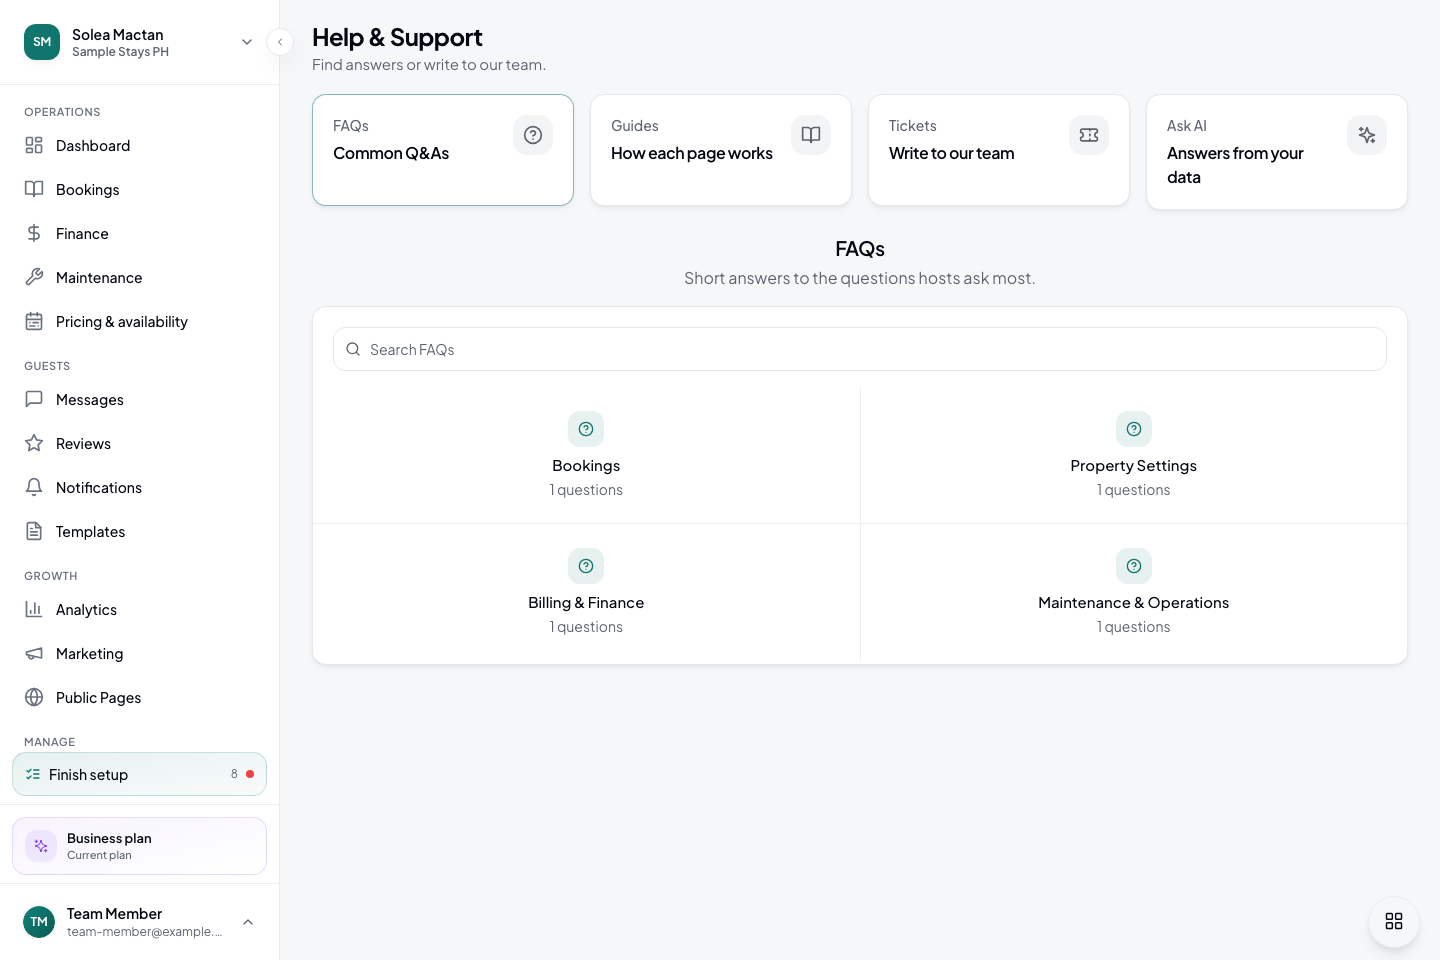 SM
Solea Mactan
Sample Stays PH
OPERATIONS
Dashboard
Bookings
Finance
Maintenance
Pricing & availability
GUESTS
Messages
Reviews
Notifications
Templates
GROWTH
Analytics
Marketing
Public Pages
MANAGE
Finish setup 8
Business plan
Current plan
TM
Team Member
team-member@example....
Help & Support
Find answers or write to our team.
FAQs
Common Q&As
Guides
How each page works
Tickets
Write to our team
Ask AI
Answers from your
data
FAQs
Short answers to the questions hosts ask most.
Search FAQs
Bookings
1 questions
Property Settings
1 questions
Billing & Finance
1 questions
Maintenance & Operations
1 questions